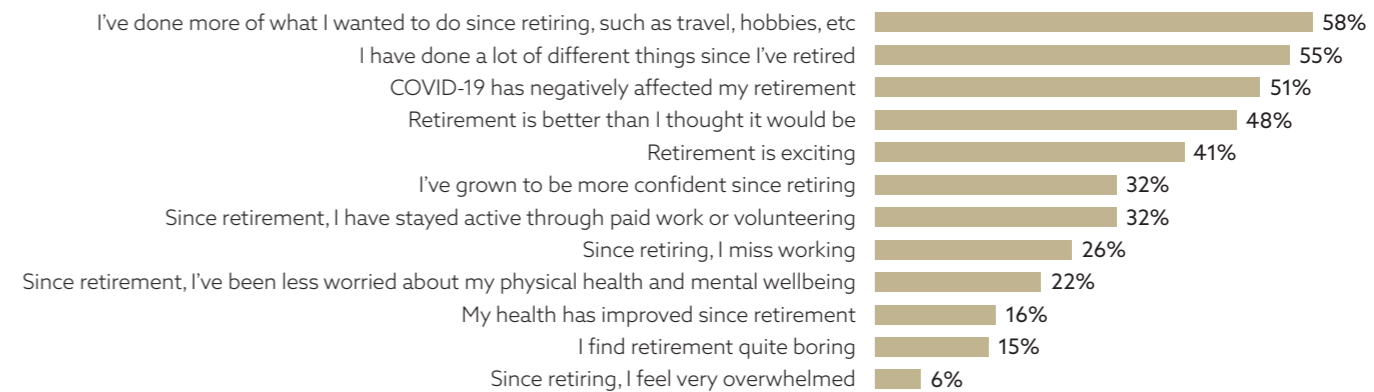 I've done more of what I wanted to do since retiring, such as travel, hobbies, etc 58%
I have done a lot of different things since I've retired 55%
COVID-19 has negatively affected my retirement 51%
Retirement is better than I thought it would be 48%
Retirement is exciting 41%
I've grown to be more confident since retiring 32%
Since retirement, I have stayed active through paid work or volunteering 32%
Since retiring, I miss working 26%
Since retirement, I've been less worried about my physical health and mental wellbeing 22%
My health has improved since retirement 16%
I find retirement quite boring 15%
Since retiring, I feel very overwhelmed 6%